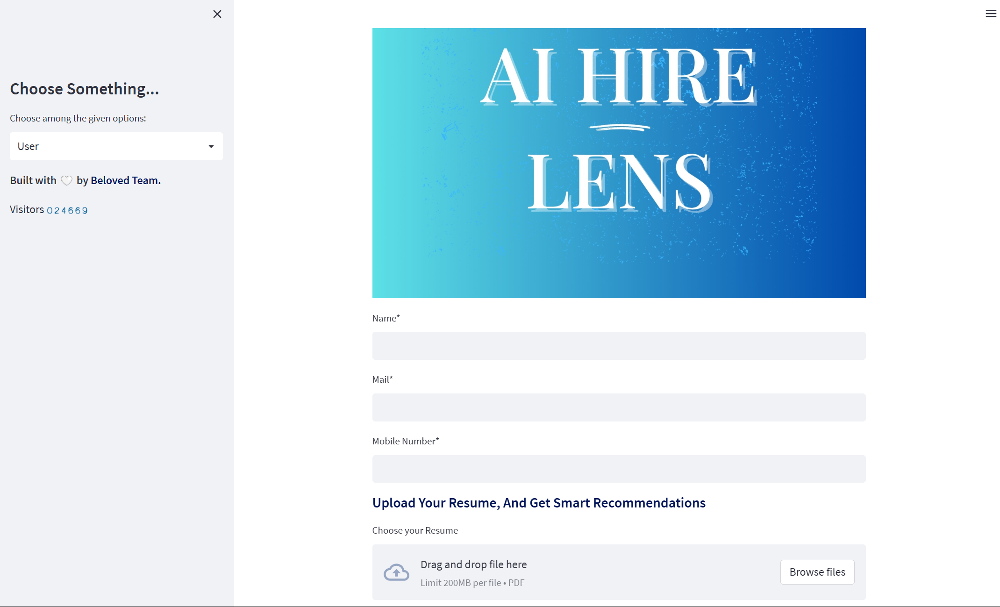 Choose Something...
Choose among the given options:
User
Built with 🤍 by Beloved Team.
Visitors 024669
AI HIRE
LENS
Name*
Mail*
Mobile Number*
Upload Your Resume, And Get Smart Recommendations
Choose your Resume
Drag and drop file here
Limit 200MB per file • PDF
Browse files